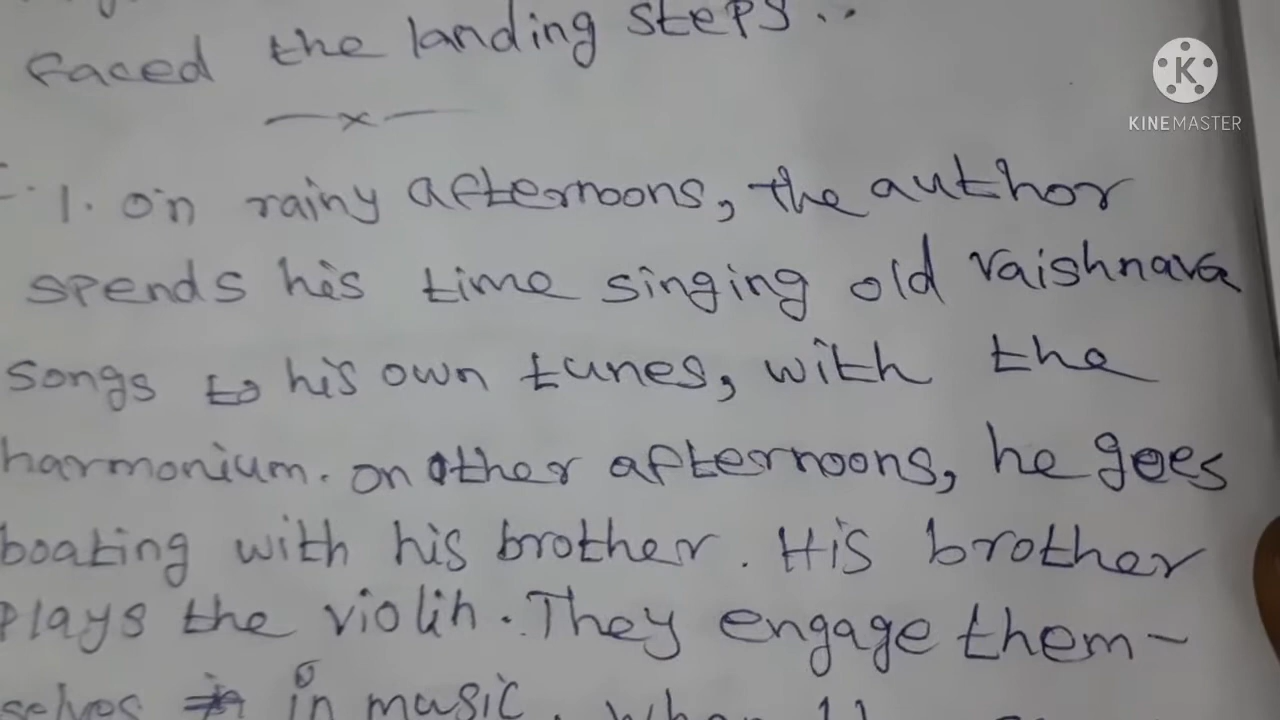 faced the landing steps..
K
KINEMASTER
1. on rainy afternoons, the author
spends his time singing old vaishnava
songs to his own tunes, with the
harmonium. on other afternoons, he goes
boating with his brother. His brother
plays the violin. They engage them-
selves in music.